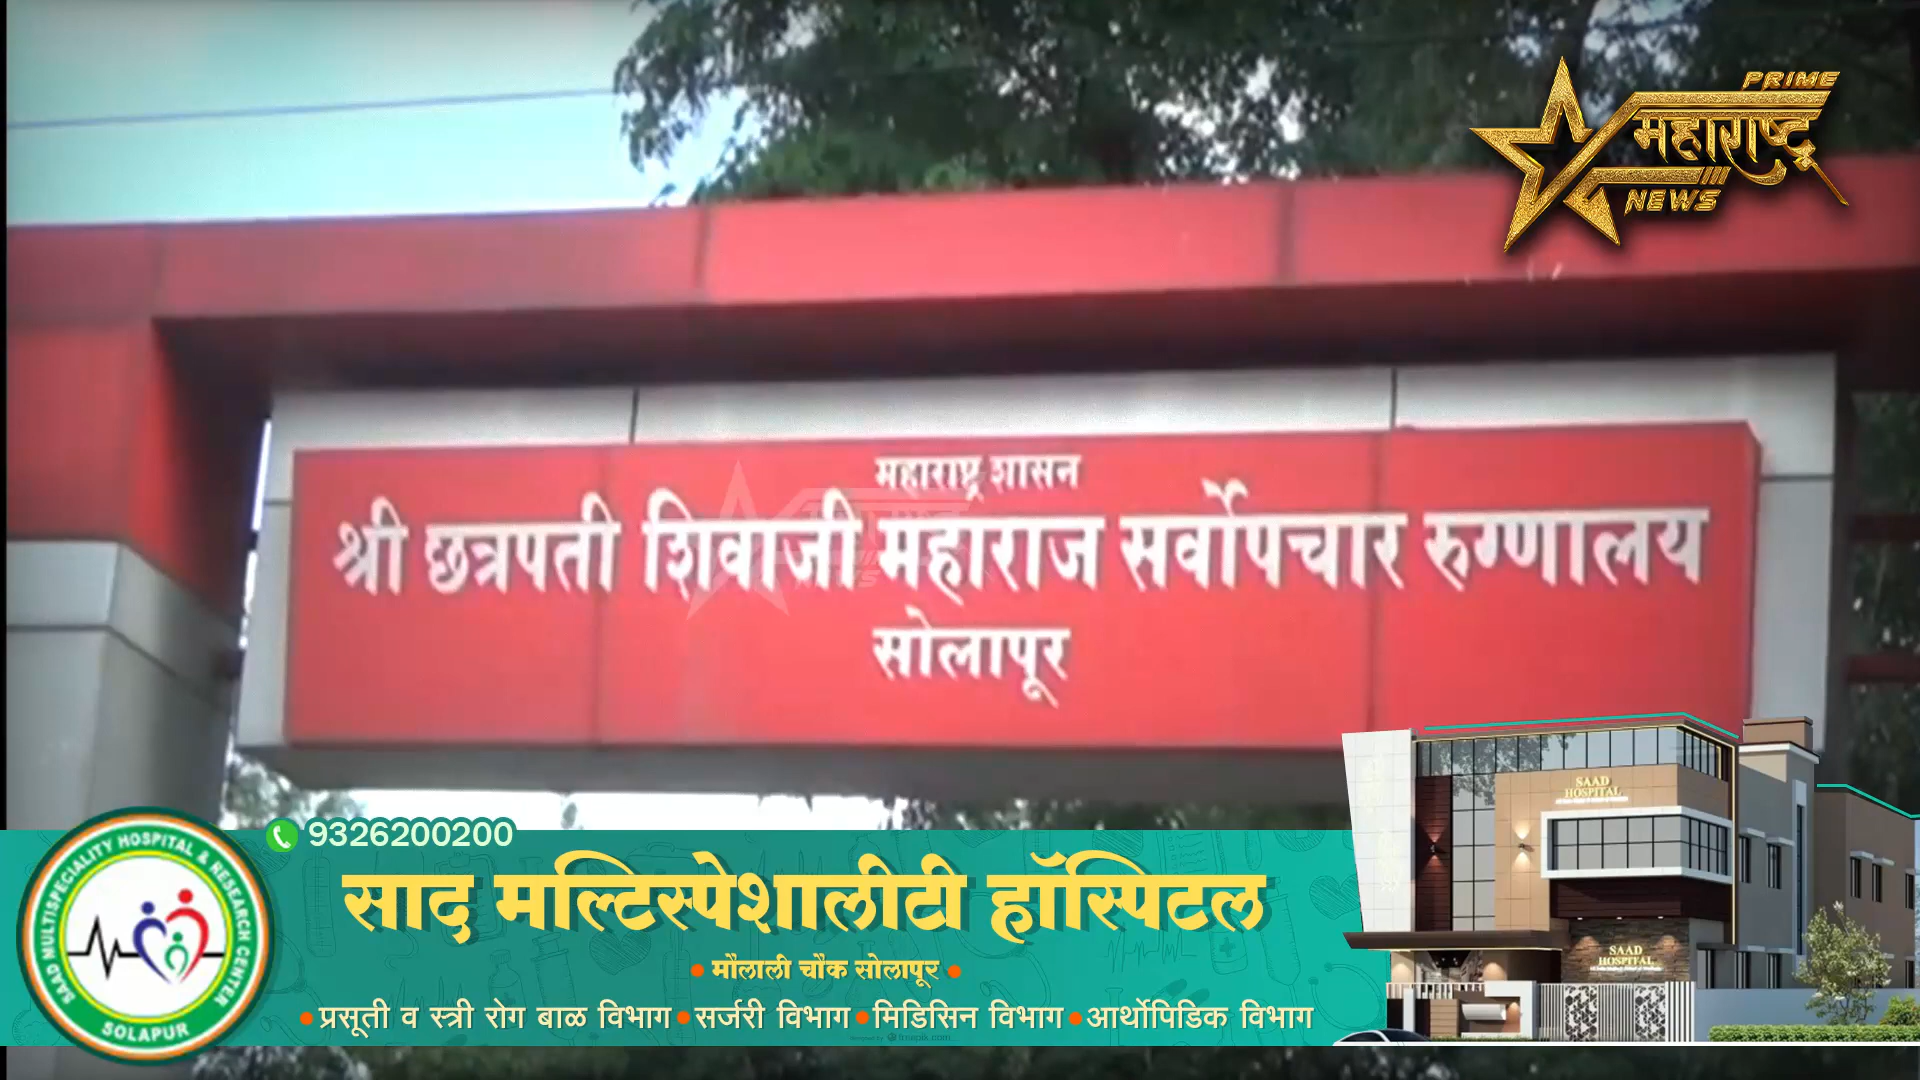 PRIME
महाराष्ट्र
NEWS
महाराष्ट्र शासन
श्री छत्रपती शिवाजी महाराज सर्वोपचार रुग्णालय
सोलापूर
SAAD
HOSPITAL
9326200200
साद मल्टिस्पेशालीटी हॉस्पिटल
मौलाली चौक सोलापूर
प्रसूती व स्त्री रोग बाळ विभाग • सर्जरी विभाग • मिडिसिन विभाग • आर्थोपिडिक विभाग
SAAD MULTISPECIALITY HOSPITAL & RESEARCH CENTER
SOLAPUR
SAAD
HOSPITAL